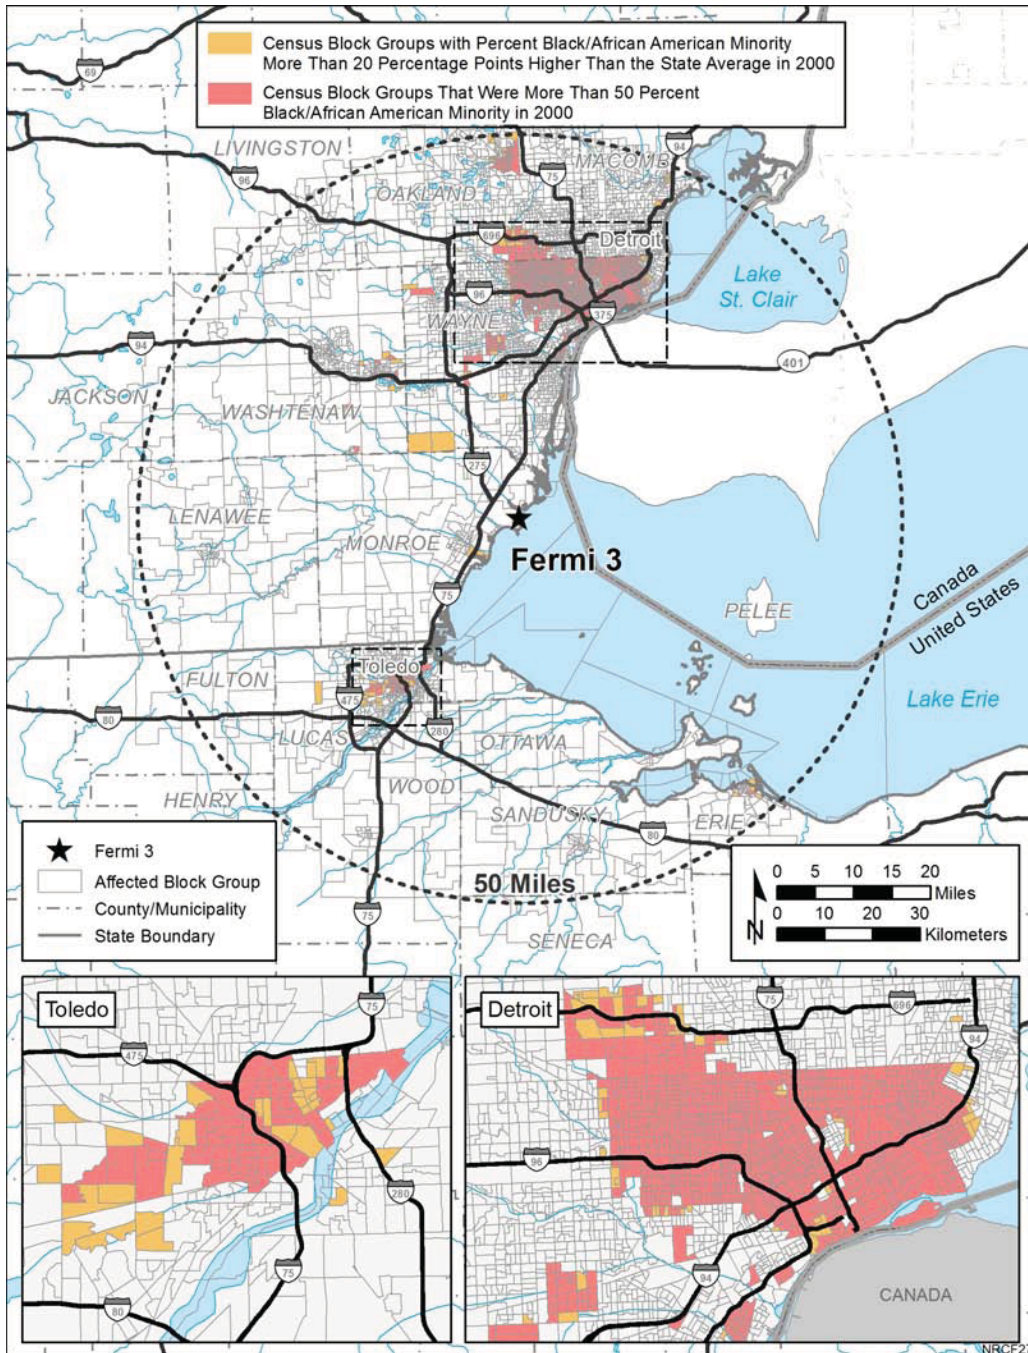 Census Block Groups with Percent Black/African American Minority
More Than 20 Percentage Points Higher Than the State Average in 2000
Census Block Groups That Were More Than 50 Percent
Black/African American Minority in 2000
69
LIVINGSTON
MACOMB
94
96
75
OAKLAND
696
Detroit
Lake
St. Clair
96
WAYNE
375
94
401
JACKSON
WASHTENAW
275
LENAWEE
MONROE
Fermi 3
75
PELEE
Canada
United States
Toledo
FULTON
475
Lake Erie
80
LUCAS
280
OTTAWA
HENRY
WOOD
SANDUSKY
ERIE
80
Fermi 3
Affected Block Group
County/Municipality
State Boundary
50 Miles
75
SENECA
0 5 10 15 20
Miles
0 10 20 30
Kilometers
N
Toledo
75
475
280
75
80
Detroit
75
696
94
96
94
CANADA